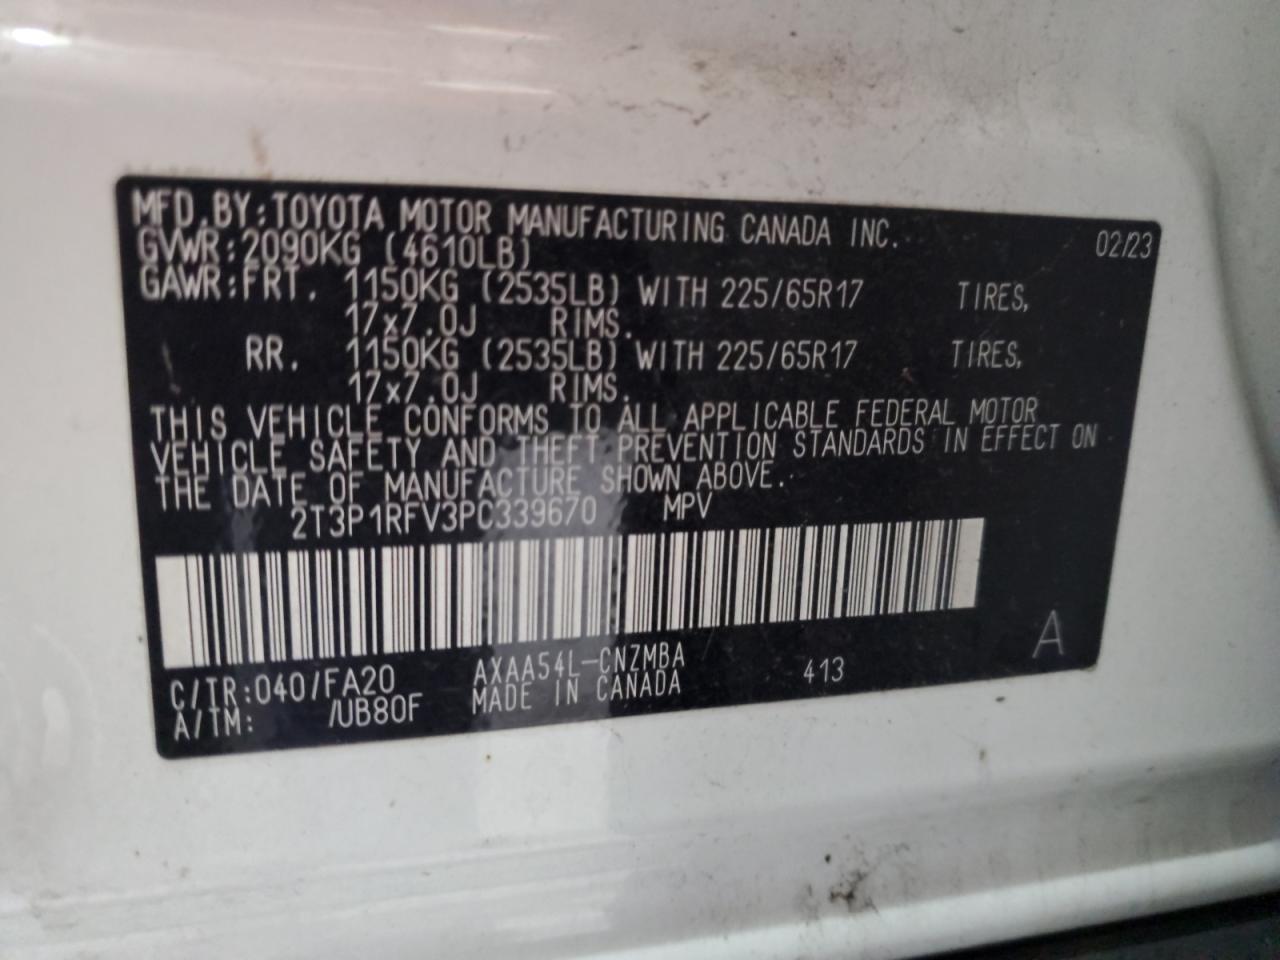 MFD.BY:TOYOTA MOTOR MANUFACTURING CANADA INC. 02/23
GVWR:2090KG (4610LB)
GAWR:FRT. 1150KG (2535LB) WITH 225/65R17 TIRES,
17x7.0J RIMS.
RR. 1150KG (2535LB) WITH 225/65R17 TIRES,
17x7.0J RIMS.
THIS VEHICLE CONFORMS TO ALL APPLICABLE FEDERAL MOTOR
VEHICLE SAFETY AND THEFT PREVENTION STANDARDS IN EFFECT ON
THE DATE OF MANUFACTURE SHOWN ABOVE.
2T3P1RFV3PC339670 MPV
C/TR:040/FA20 AXAA54L-CNZMBA 413 A
A/TM: /UB80F MADE IN CANADA